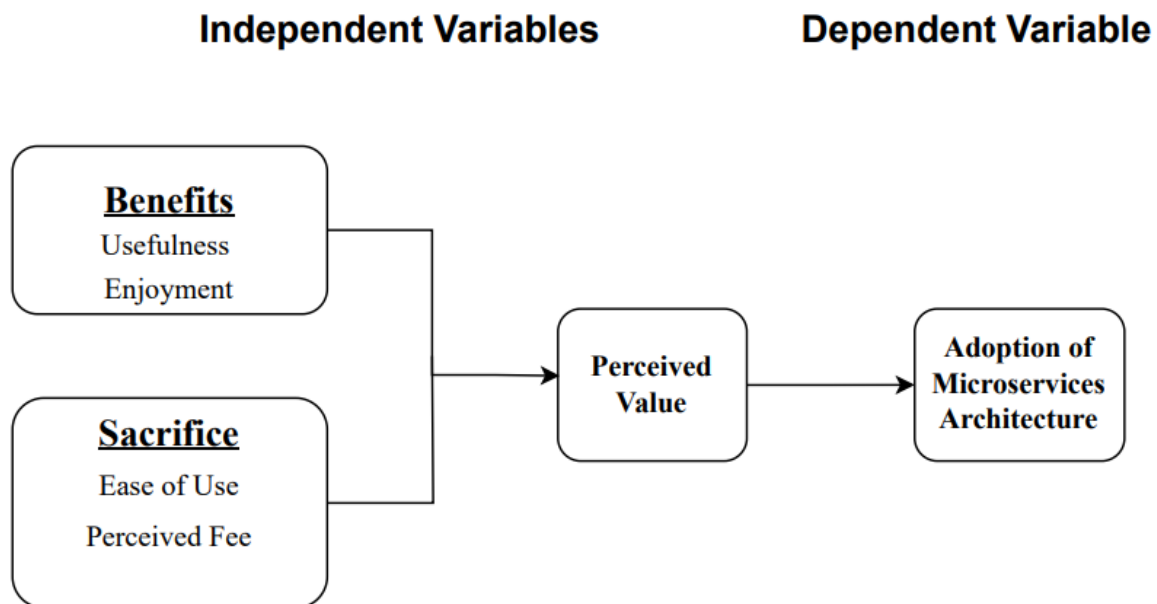 Independent Variables
Dependent Variable
Benefits
Usefulness
Enjoyment
Sacrifice
Ease of Use
Perceived Fee
Perceived
Value
Adoption of
Microservices
Architecture